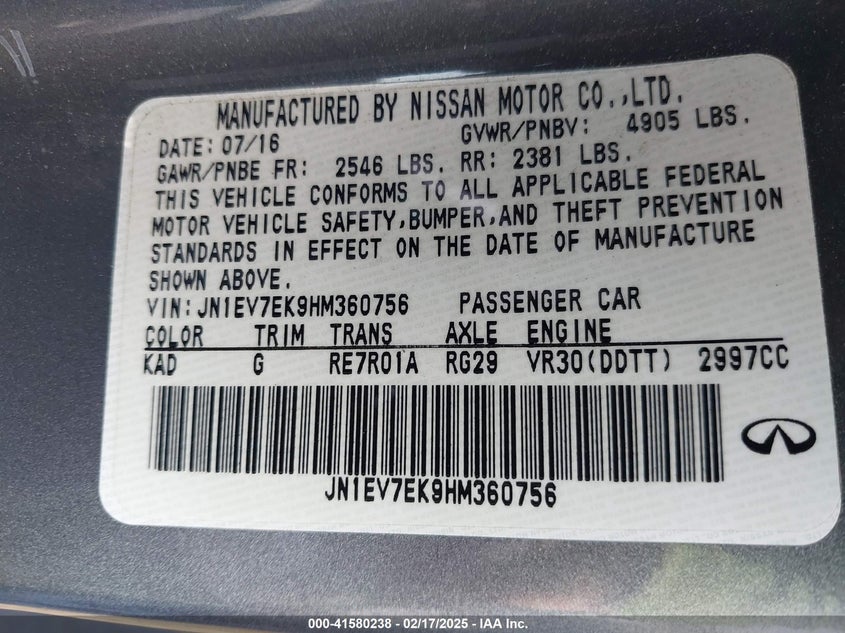 MANUFACTURED BY NISSAN MOTOR CO.,LTD.
DATE: 07/16 GVWR/PNBV: 4905 LBS.
GAWR/PNBE FR: 2546 LBS. RR: 2381 LBS.
THIS VEHICLE CONFORMS TO ALL APPLICABLE FEDERAL
MOTOR VEHICLE SAFETY,BUMPER,AND THEFT PREVENTION
STANDARDS IN EFFECT ON THE DATE OF MANUFACTURE
SHOWN ABOVE.
VIN:JN1EV7EK9HM360756 PASSENGER CAR
COLOR TRIM TRANS AXLE ENGINE
KAD G RE7R01A RG29 VR30(DDTT) 2997CC
JN1EV7EK9HM360756
000-41580238 - 02/17/2025 - IAA Inc.